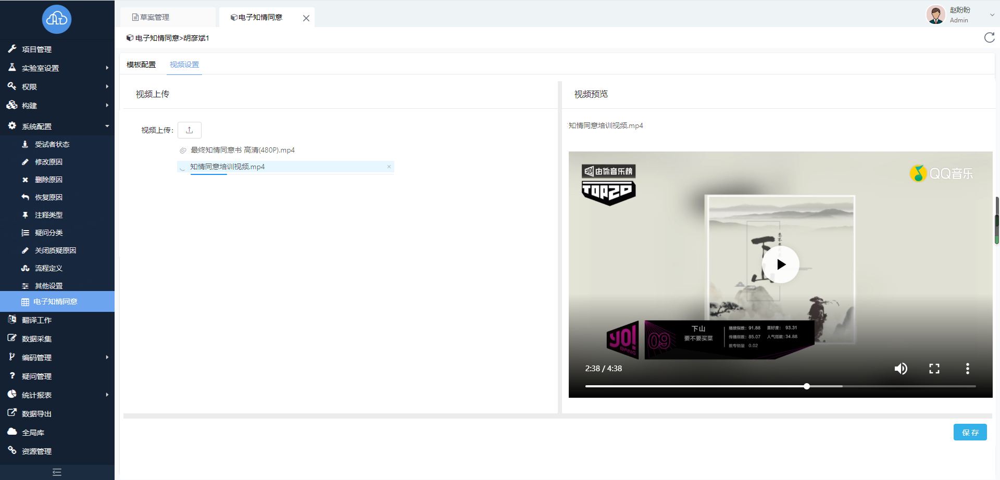 草案管理
电子知情同意
赵盼盼
Admin
电子知情同意>胡彦斌1
项目管理
实验室设置
权限
构建
系统配置
受试者状态
修改原因
删除原因
恢复原因
注释类型
疑问分类
关闭质疑原因
流程定义
其他设置
电子知情同意
翻译工作
数据采集
编码管理
疑问管理
统计报表
数据导出
全局库
资源管理
模板配置
视频设置
视频上传
视频上传:
最终知情同意书 高清(480P).mp4
知情同意培训视频.mp4
视频预览
知情同意培训视频.mp4
yo! 由你音乐榜
TOP20
QQ音乐
下山
yo!
BANG
09
下山
要不要买菜
播放指数: 91.88 喜好度: 93.31
传播指数: 85.07 人气指数: 34.88
数专销量 0.02
2:38 / 4:38
保 存